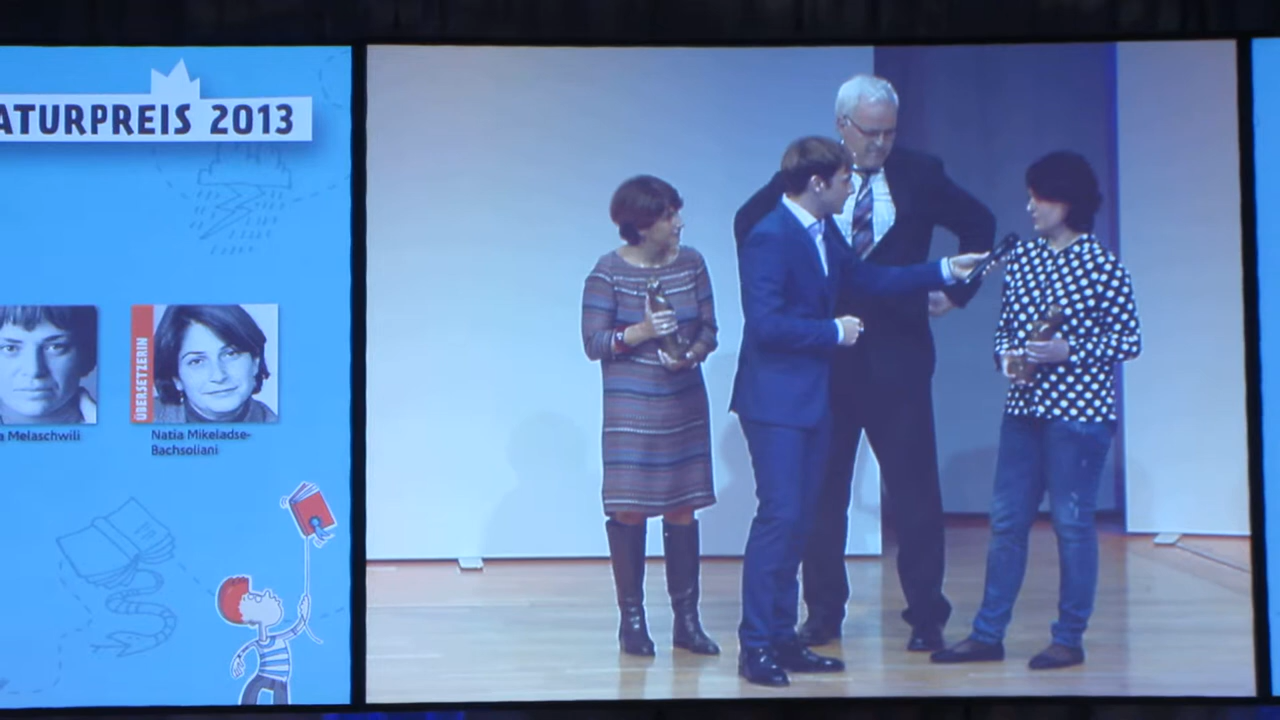 ATURPREIS 2013
ÜBERSETZERIN
a Melaschwili
Natia Mikeladse-
Bachsoliani